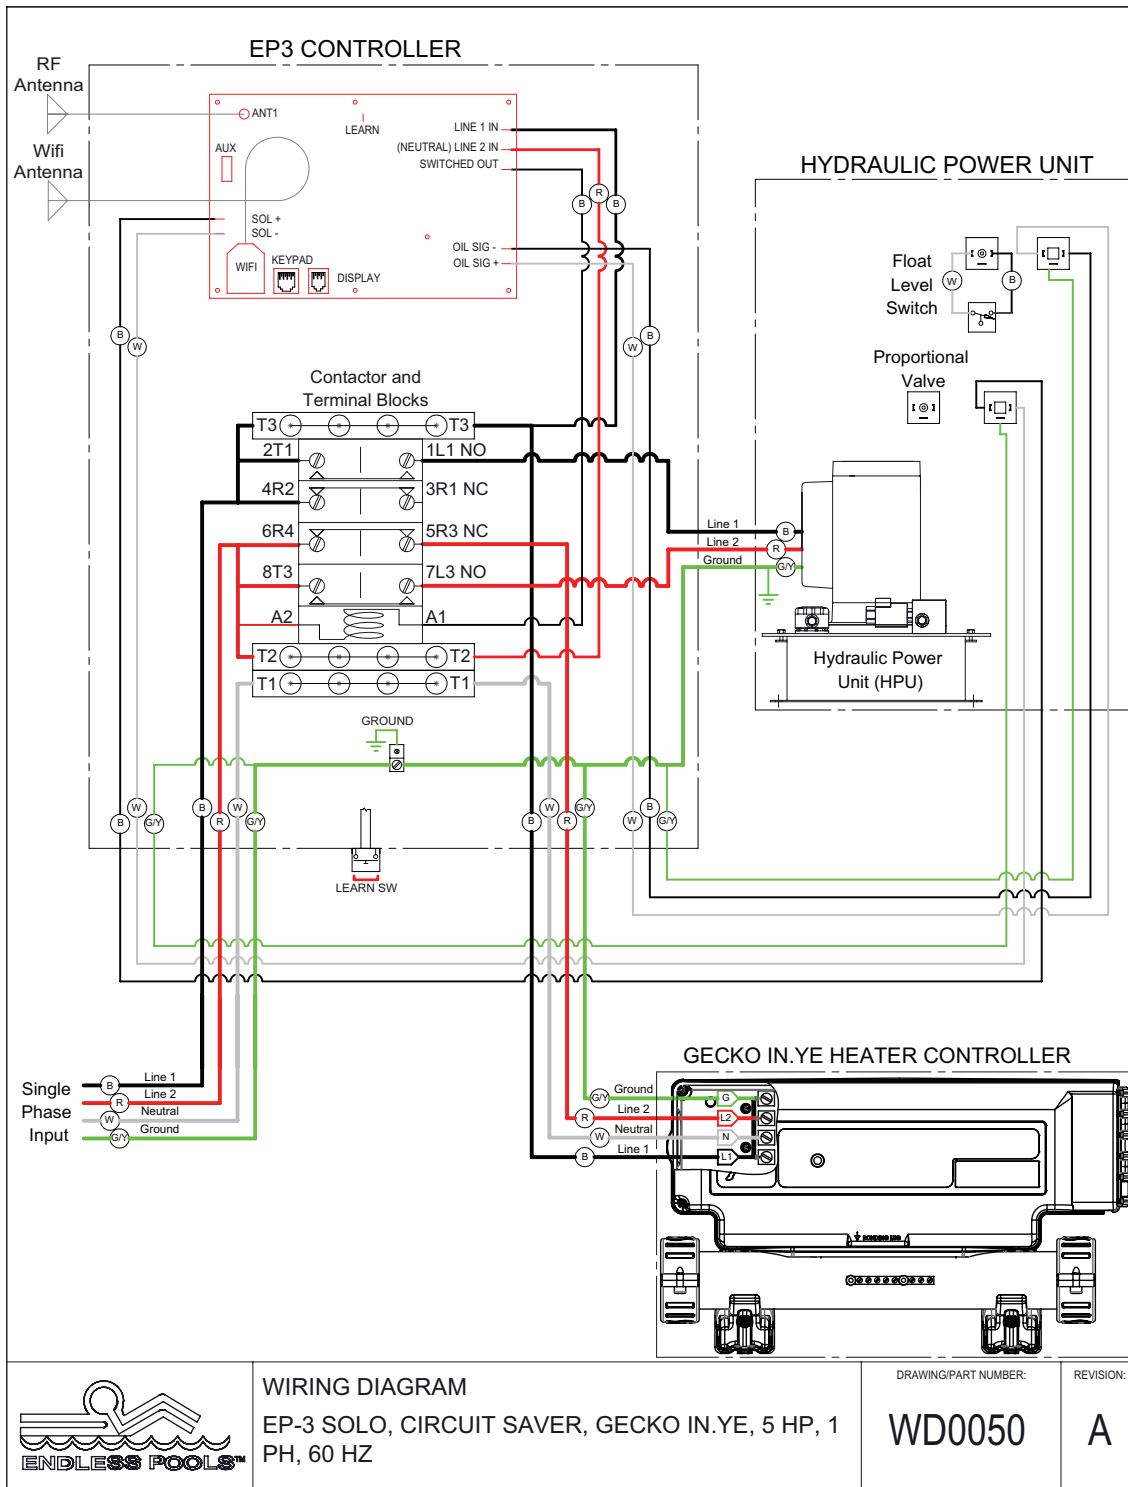 EP3 CONTROLLER
RF
Antenna
Wifi
Antenna
ANT1
LEARN
AUX
LINE 1 IN
(NEUTRAL) LINE 2 IN
SWITCHED OUT
SOL +
SOL -
OIL SIG -
OIL SIG +
WIFI
KEYPAD
DISPLAY
B
R
B
B
W
W
B
HYDRAULIC POWER UNIT
Float
Level
Switch
W
B
Proportional
Valve
Contactor and
Terminal Blocks
T3
T3
2T1
1L1 NO
4R2
3R1 NC
6R4
5R3 NC
8T3
7L3 NO
A2
A1
T2
T2
T1
T1
Line 1
B
Line 2
R
Ground
G/Y
Hydraulic Power
Unit (HPU)
GROUND
B
W
G/Y
B
R
W
G/Y
B
W
R
G/Y
W
B
G/Y
LEARN SW
Single
Phase
Input
B
Line 1
R
Line 2
W
Neutral
G/Y
Ground
GECKO IN.YE HEATER CONTROLLER
G/Y
Ground
G
R
Line 2
L2
W
Neutral
N
B
Line 1
L1
BONDING LUG
ENDLESS POOLS™
WIRING DIAGRAM
EP-3 SOLO, CIRCUIT SAVER, GECKO IN.YE, 5 HP, 1
PH, 60 HZ
DRAWING/PART NUMBER:
WD0050
REVISION:
A